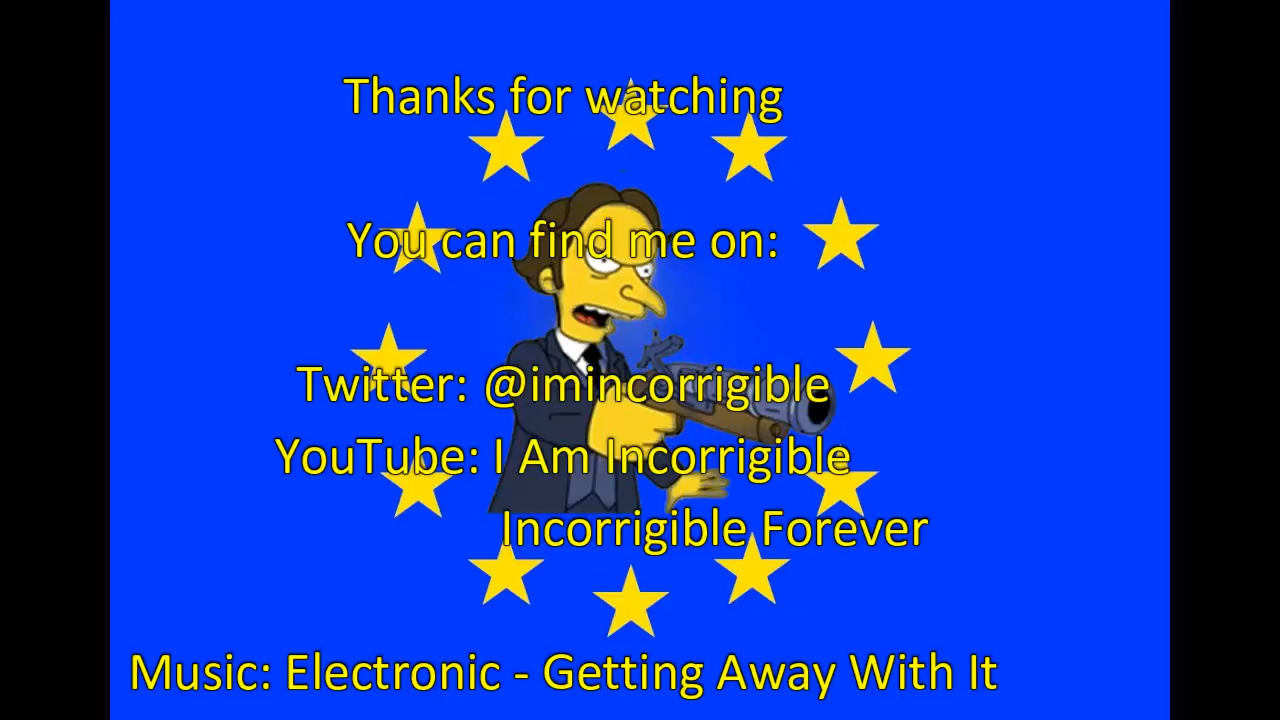 Thanks for watching
You can find me on:
Twitter: @imincorrigible
YouTube: I Am Incorrigible
Incorrigible Forever
Music: Electronic - Getting Away With It